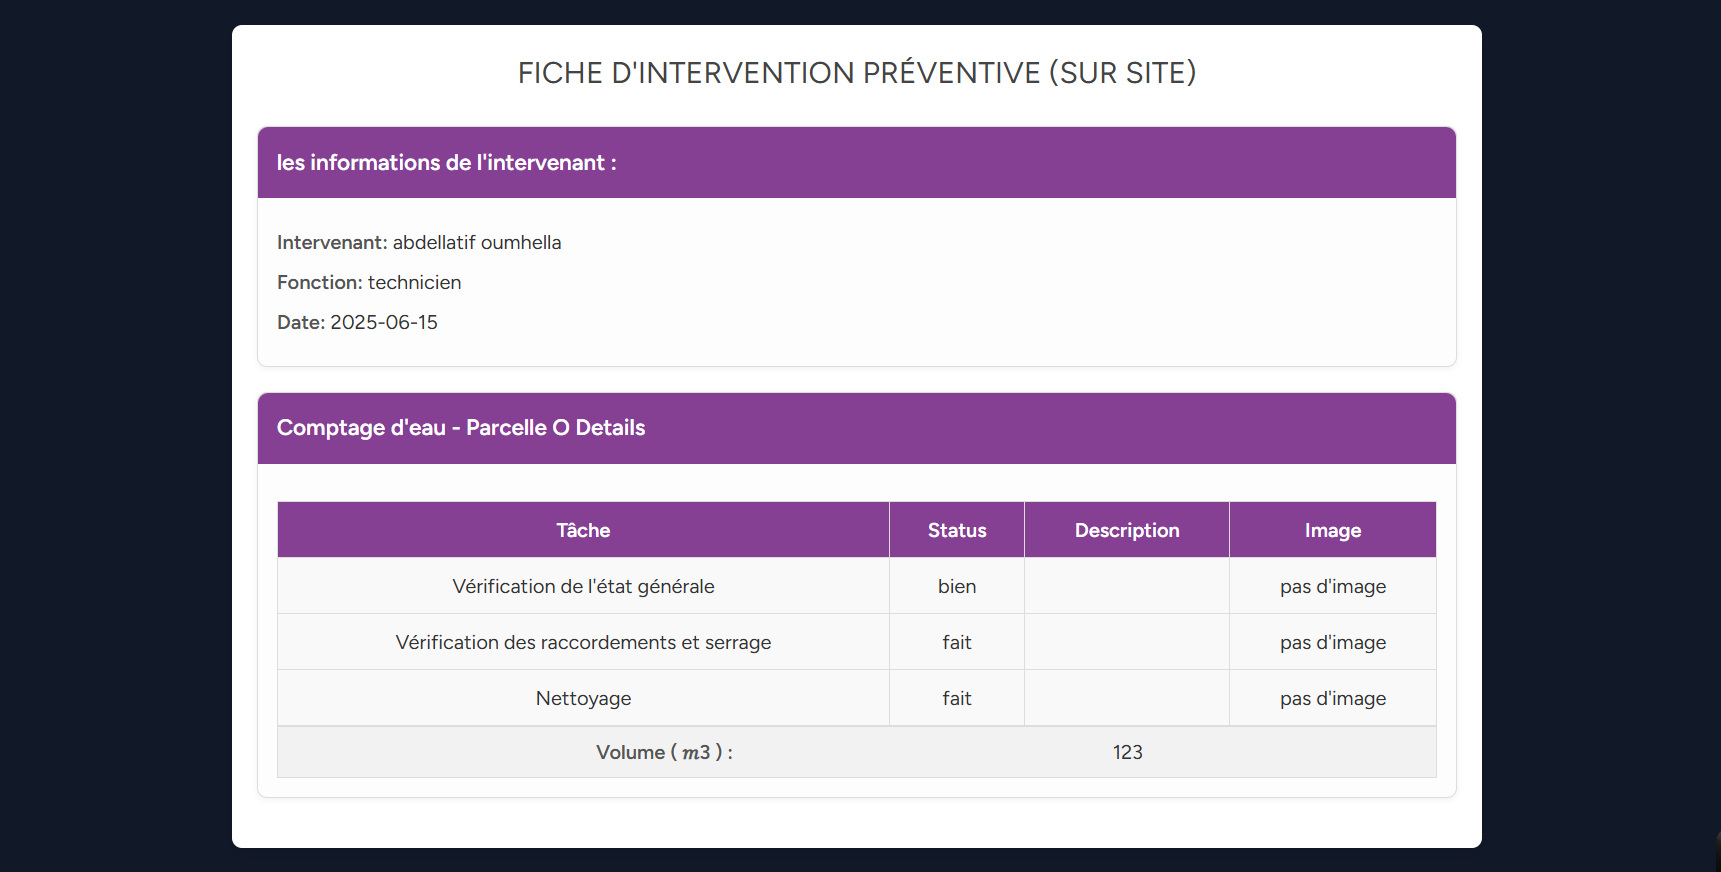 FICHE D'INTERVENTION PRÉVENTIVE (SUR SITE)
les informations de l'intervenant :
Intervenant: abdellatif oumhella
Fonction: technicien
Date: 2025-06-15
Comptage d'eau - Parcelle O Details
Tâche Status Description Image
Vérification de l'état générale bien pas d'image
Vérification des raccordements et serrage fait pas d'image
Nettoyage fait pas d'image
Volume ( m3 ) : 123